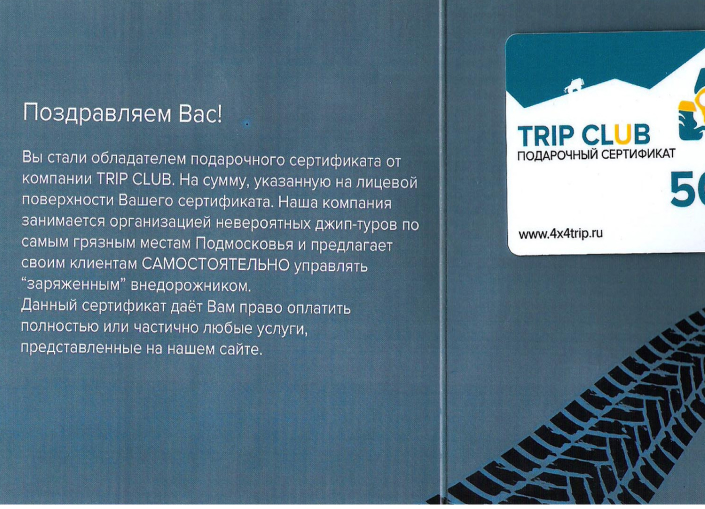 Поздравляем Вас!
Вы стали обладателем подарочного сертификата от
компании TRIP CLUB. На сумму, указанную на лицевой
поверхности Вашего сертификата. Наша компания
занимается организацией невероятных джип-туров по
самым грязным местам Подмосковья и предлагает
своим клиентам САМОСТОЯТЕЛЬНО управлять
“заряженным” внедорожником.
Данный сертификат даёт Вам право оплатить
полностью или частично любые услуги,
представленные на нашем сайте.
TRIP CLUB
ПОДАРОЧНЫЙ СЕРТИФИКАТ
www.4x4trip.ru